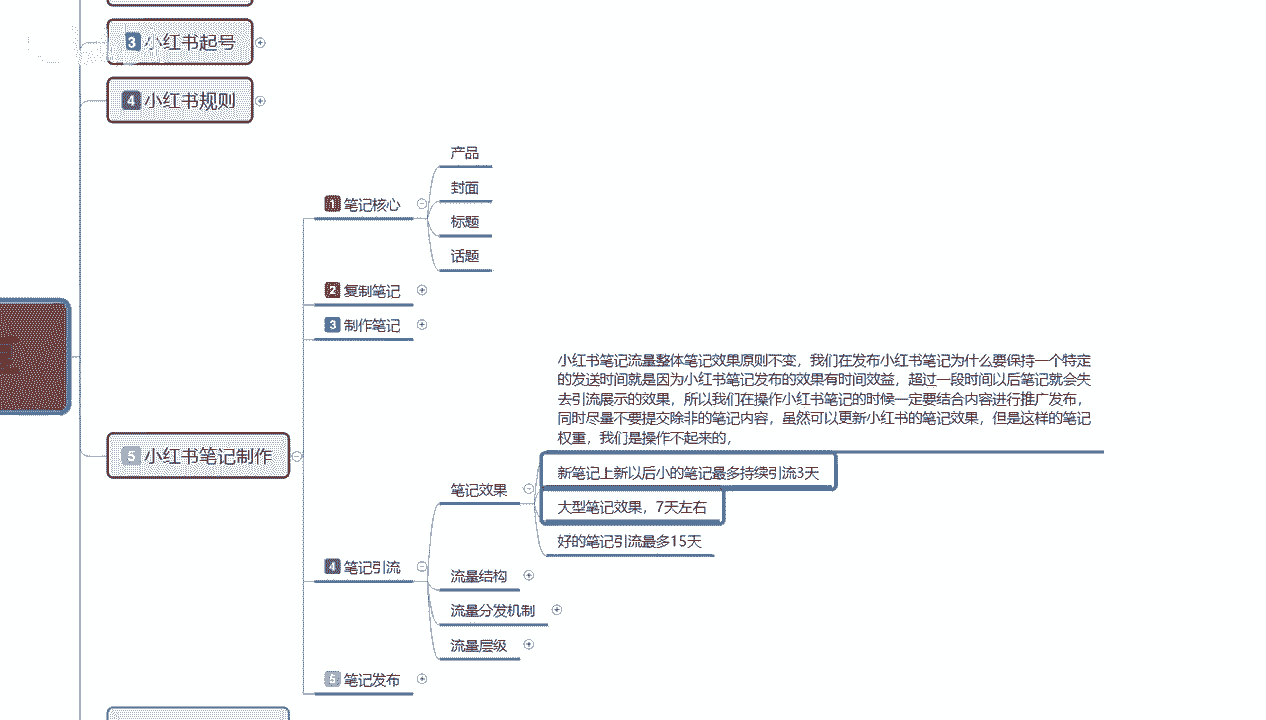 3 小红书起号
4 小红书规则
产品
封面
1 笔记核心
标题
话题
2 复制笔记
3 制作笔记
小红书笔记流量整体笔记效果原则不变，我们在发布小红书笔记为什么要保持一个特定
的发送时间就是因为小红书笔记发布的效果有时间效益，超过一段时间以后笔记就会失
去引流展示的效果，所以我们在操作小红书笔记的时候一定要结合内容进行推广发布，
同时尽量不要提交除非的笔记内容，虽然可以更新小红书的笔记效果，但是这样的笔记
权重，我们是操作不起来的，
5 小红书笔记制作
新笔记上新以后小的笔记最多持续引流3天
笔记效果
大型笔记效果，7天左右
好的笔记引流最多15天
4 笔记引流
流量结构
流量分发机制
流量层级
5 笔记发布